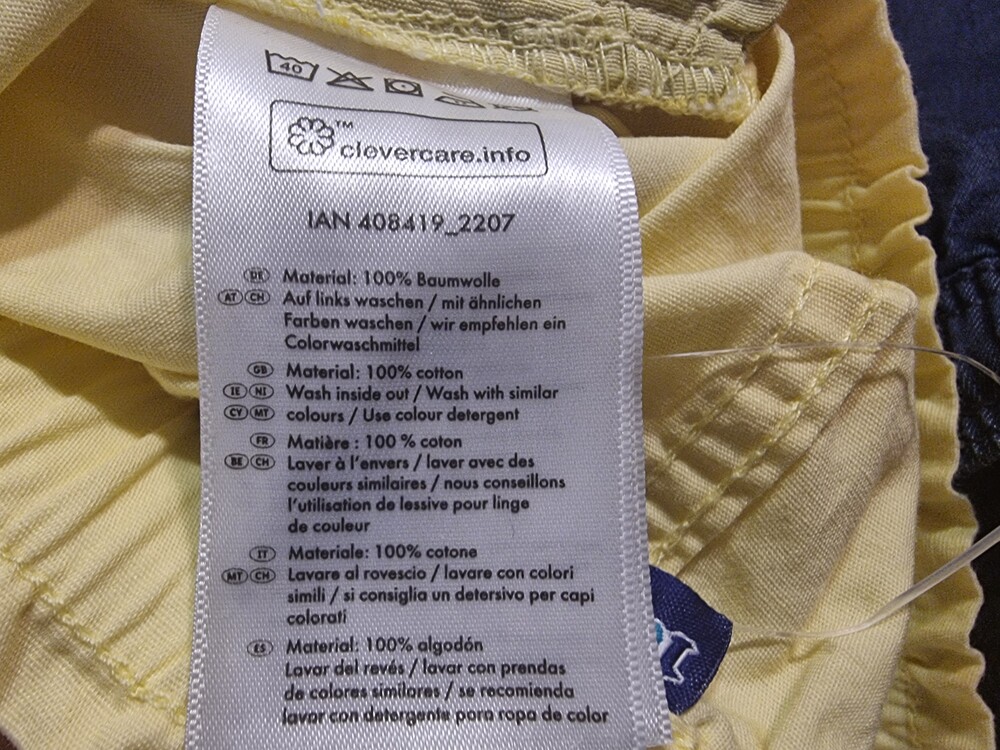 40
TM
clevercare.info
IAN 408419_2207
DE Material: 100% Baumwolle
AT CH Auf links waschen / mit ähnlichen
Farben waschen / wir empfehlen ein
Colorwaschmittel
GB Material: 100% cotton
IE NI Wash inside out / Wash with similar
CY MT colours / Use colour detergent
FR Matière : 100 % coton
BE CH Laver à l'envers / laver avec des
couleurs similaires / nous conseillons
l'utilisation de lessive pour linge
de couleur
IT Materiale: 100% cotone
MT CH Lavare al rovescio / lavare con colori
simili / si consiglia un detersivo per capi
colorati
ES Material: 100% algodón
Lavar del revés / lavar con prendas
de colores similares / se recomienda
lavar con detergente para ropa de color